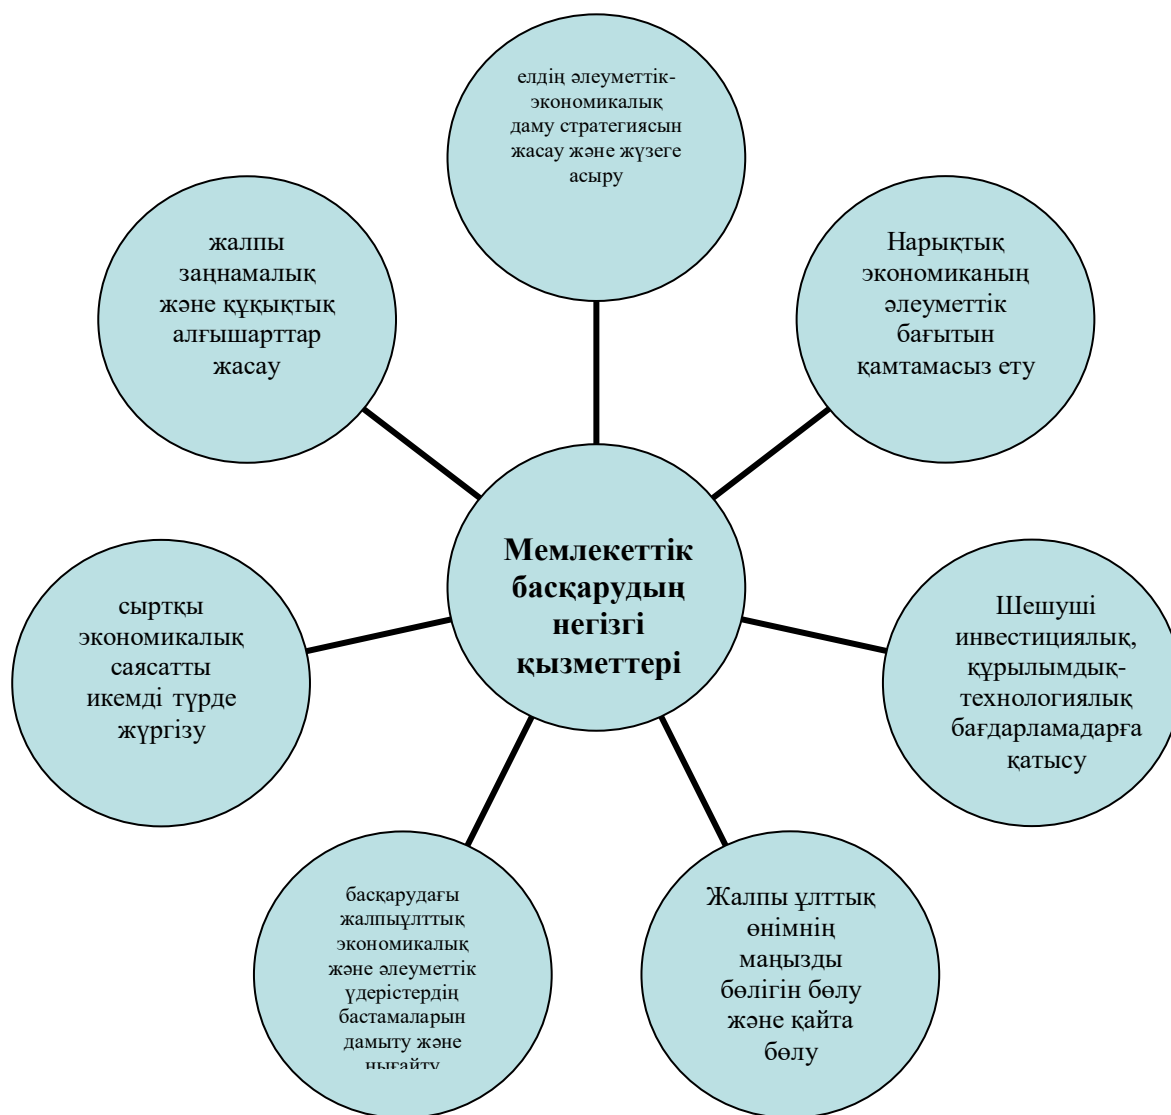 елдің әлеуметтік-
экономикалық
даму стратегиясын
жасау және жүзеге
асыру
Нарықтық
экономиканың
әлеуметтік
бағытын
қамтамасыз ету
Шешуші
инвестициялық,
құрылымдық-
технологиялық
бағдарламадарға
қатысу
Жалпы ұлттық
өнімнің
маңызды
бөлігін бөлу
және қайта
бөлу
басқарудағы
жалпыұлттық
экономикалық
және әлеуметтік
үдерістердің
бастамаларын
дамыту және
нығайту
сыртқы
экономикалық
саясатты
икемді түрде
жүргізу
жалпы
заңнамалық
және құқықтық
алғышарттар
жасау
Мемлекеттік
басқарудың
негізгі
қызметтері